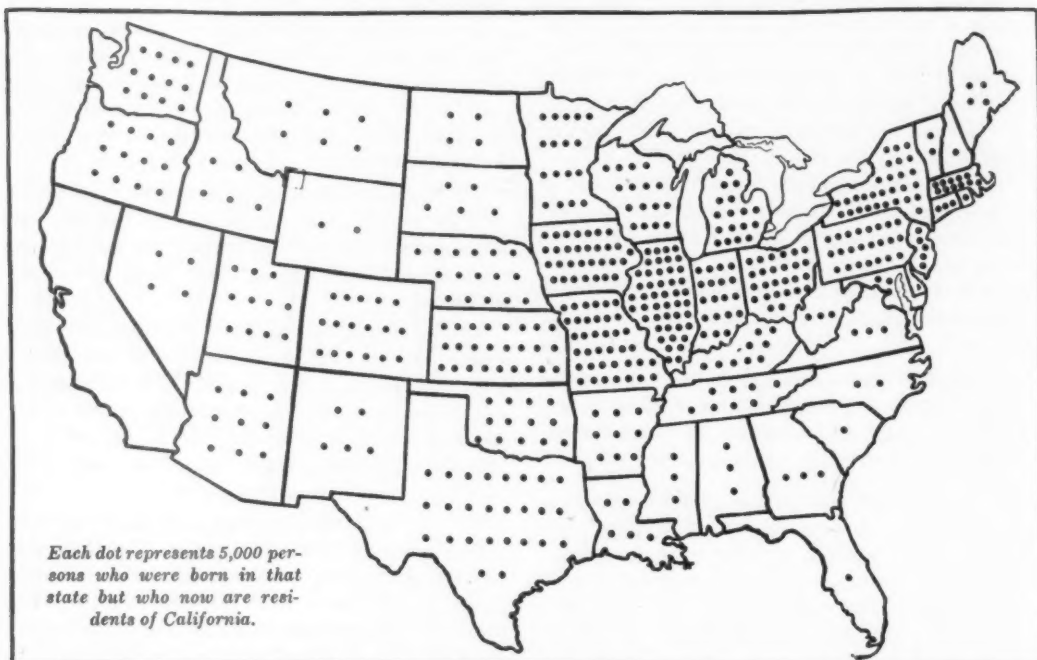 Each dot represents 5,000 per-
sons who were born in that
state but who now are resi-
dents of California.